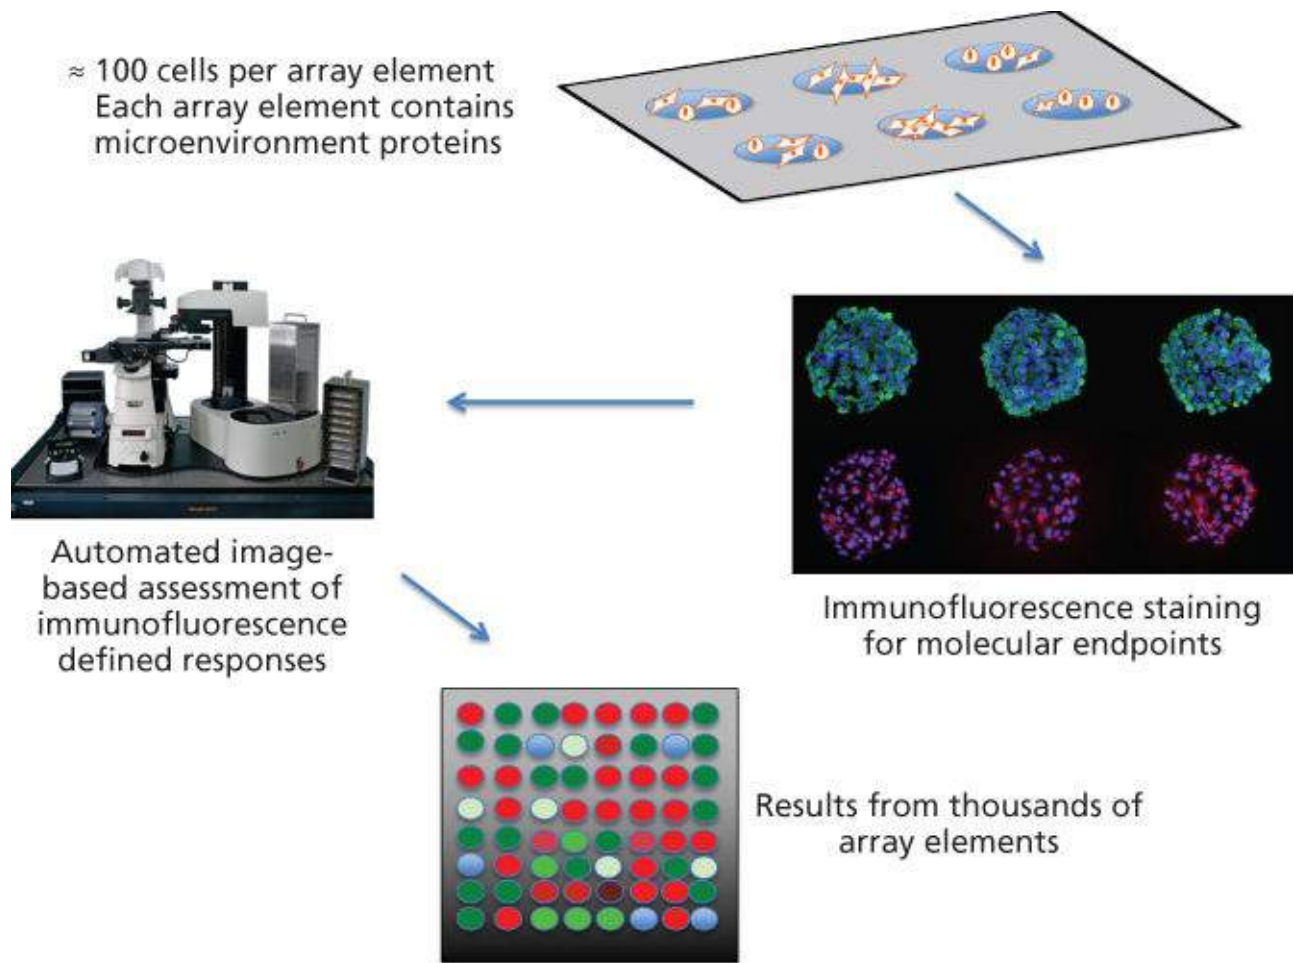 ≈ 100 cells per array element
Each array element contains
microenvironment proteins
Automated image-
based assessment of
immunofluorescence
defined responses
Immunofluorescence staining
for molecular endpoints
Results from thousands of
array elements